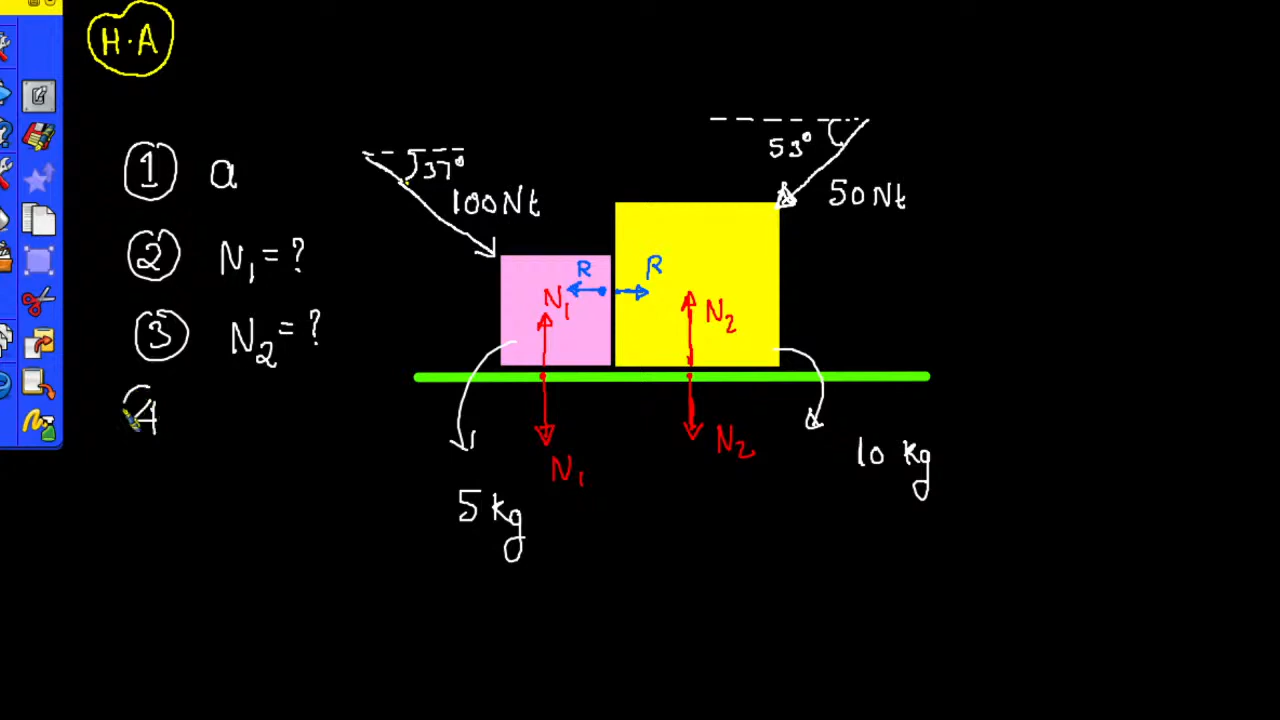 H.A
1 a
2 N1 = ?
3 N2 = ?
4
37°
100Nt
53°
50Nt
R R
N1
N2
N1
N2
5 kg
10 kg